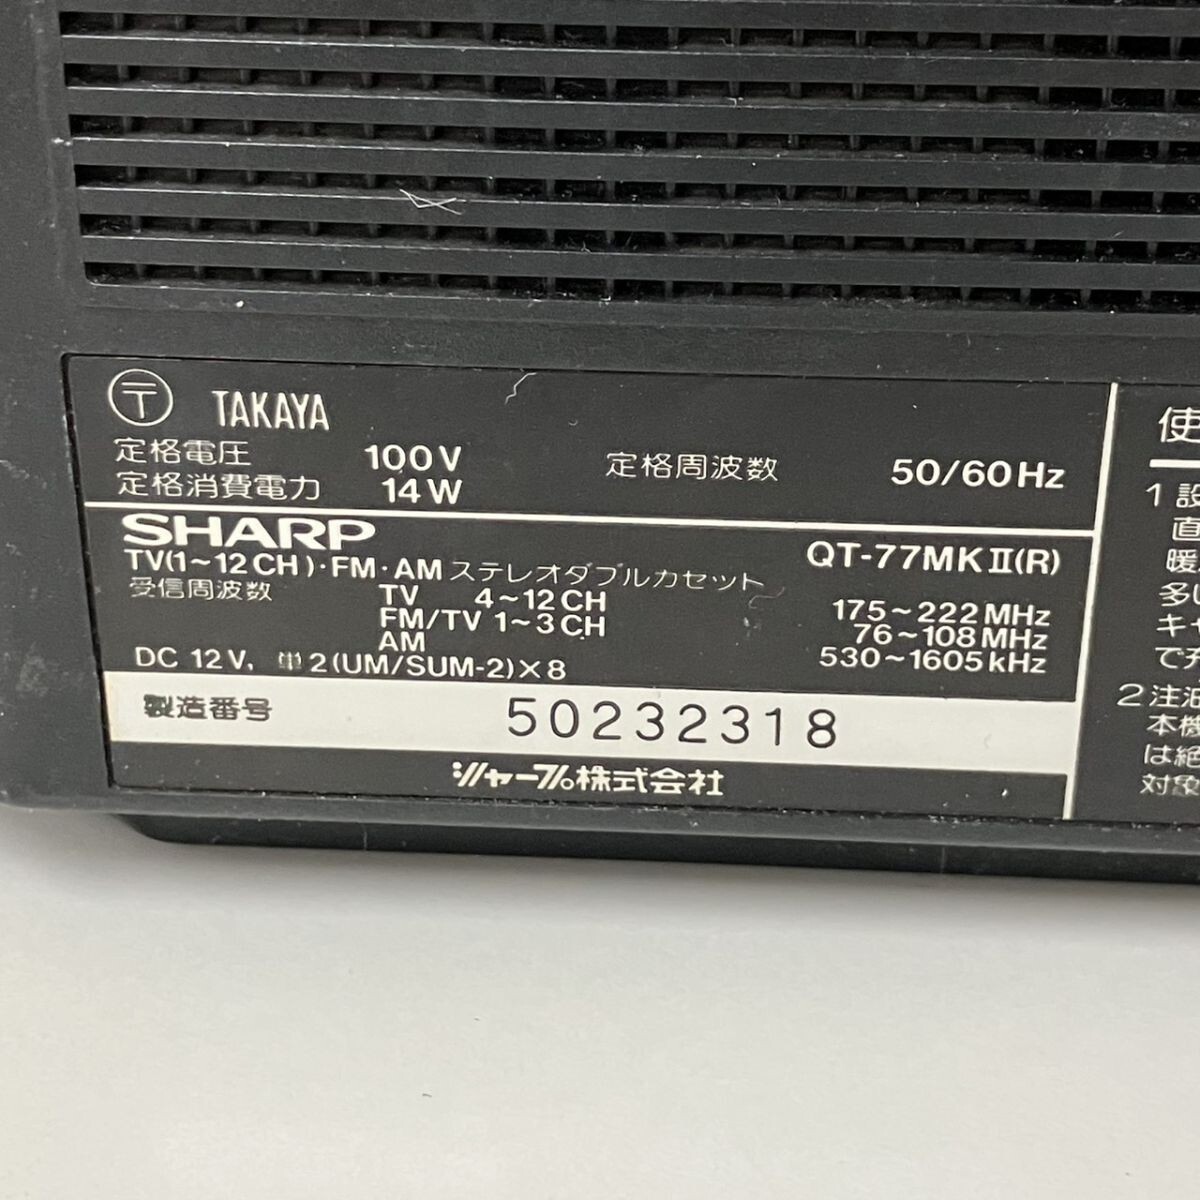 〒 TAKAYA
定格電圧 100V 定格周波数 50/60Hz
定格消費電力 14W
SHARP QT-77MKⅡ(R)
TV(1~12CH)・FM・AM ステレオダブルカセット
受信周波数 TV 4~12CH 175~222MHz
FM/TV 1~3CH 76~108MHz
AM 530~1605kHz
DC 12V, 単2(UM/SUM-2)×8
製造番号 50232318
シャープ株式会社
使
1 設
直
暖
多い
キャ
で充
2 注油
本機
は絶
対象